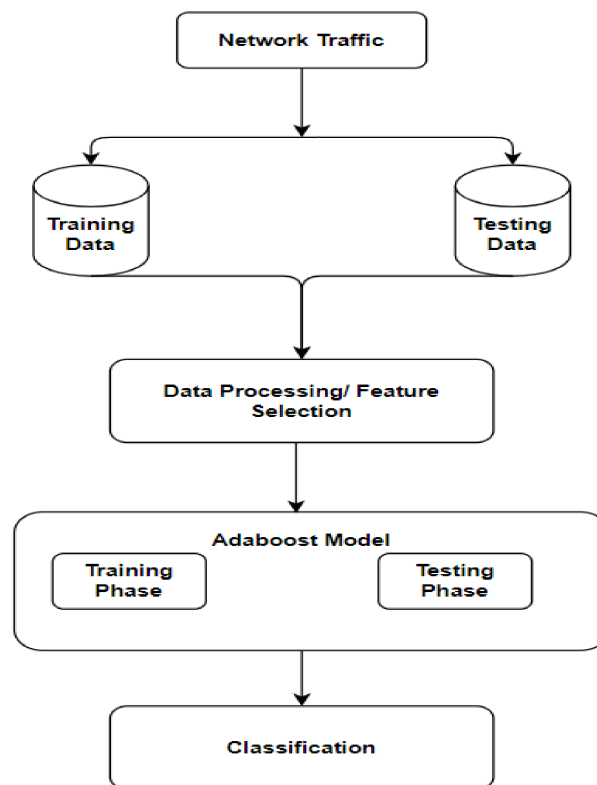 Network Traffic
Training
Data
Testing
Data
Data Processing/ Feature
Selection
Adaboost Model
Training
Phase
Testing
Phase
Classification